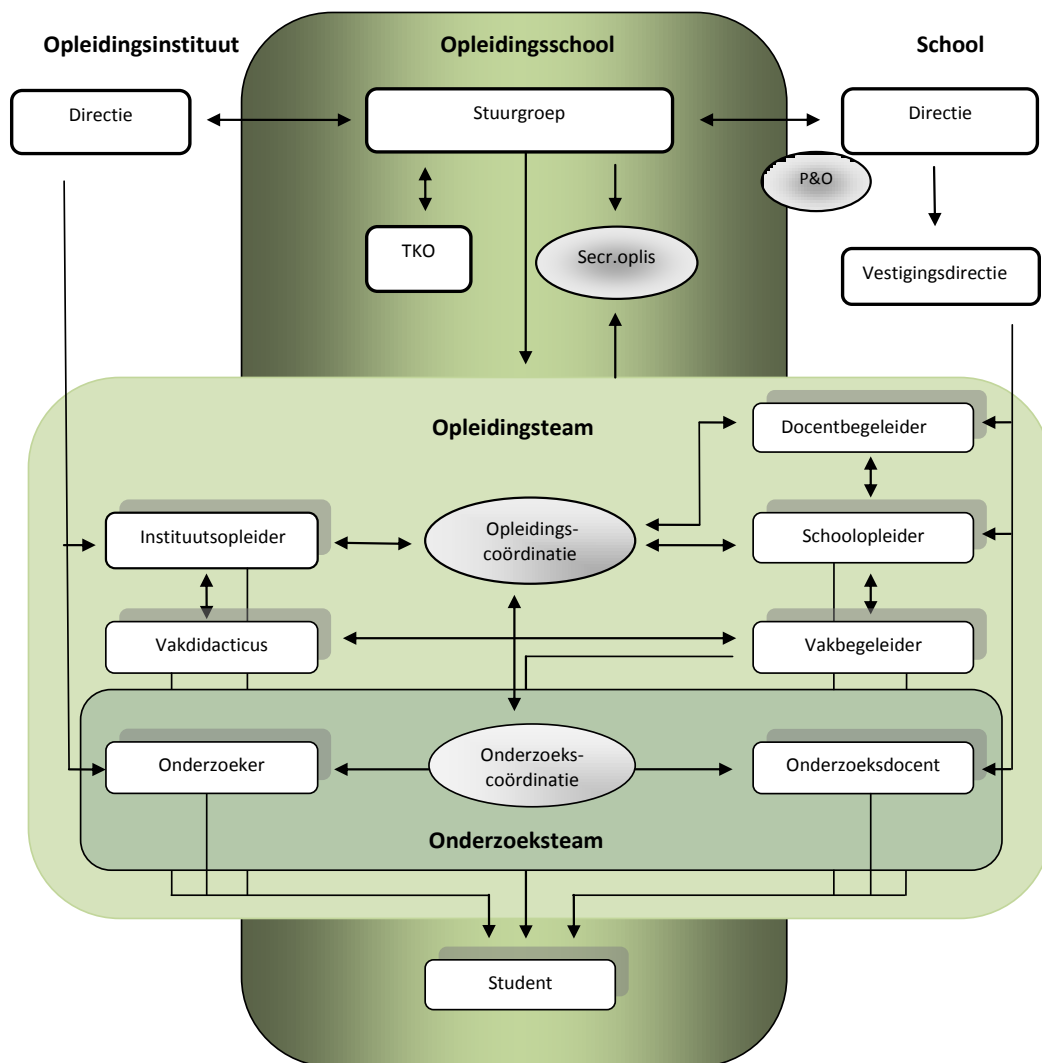 Opleidingsinstituut
Opleidingsschool
School
Directie
Stuurgroep
Directie
P&O
TKO
Secr.oplis
Vestigingsdirectie
Opleidingsteam
Docentbegeleider
Instituutsopleider
Opleidings-
coördinatie
Schoolopleider
Vakdidacticus
Vakbegeleider
Onderzoeker
Onderzoeks-
coördinatie
Onderzoeksdocent
Onderzoeksteam
Student